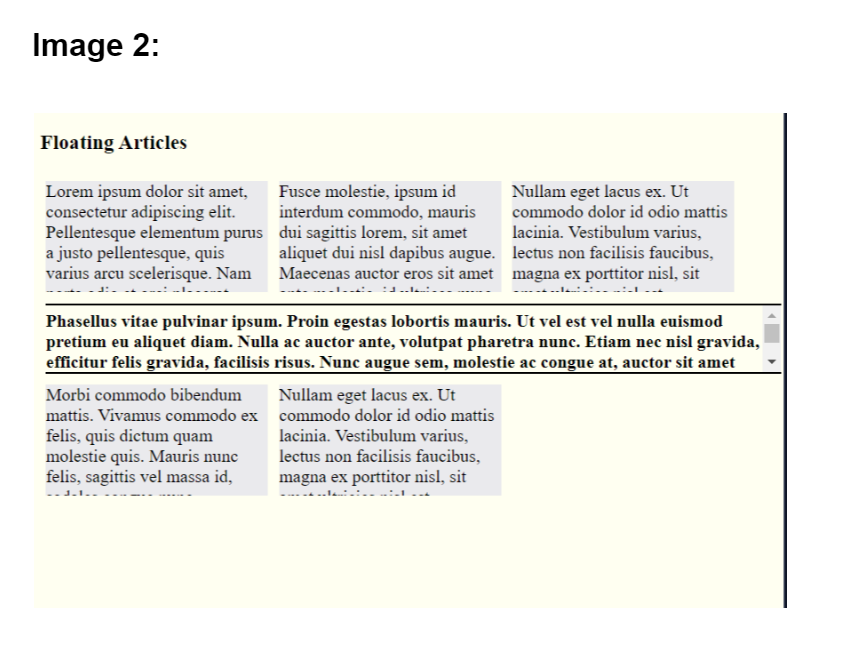 Image 2:
Floating Articles
Lorem ipsum dolor sit amet,
consectetur adipiscing elit.
Pellentesque elementum purus
a justo pellentesque, quis
varius arcu scelerisque. Nam
Fusce molestie, ipsum id
interdum commodo, mauris
dui sagittis lorem, sit amet
aliquet dui nisl dapibus augue.
Maecenas auctor eros sit amet
Nullam eget lacus ex. Ut
commodo dolor id odio mattis
lacinia. Vestibulum varius,
lectus non facilisis faucibus,
magna ex porttitor nisl, sit
Phasellus vitae pulvinar ipsum. Proin egestas lobortis mauris. Ut vel est vel nulla euismod
pretium eu aliquet diam. Nulla ac auctor ante, volutpat pharetra nunc. Etiam nec nisl gravida,
efficitur felis gravida, facilisis risus. Nunc augue sem, molestie ac congue at, auctor sit amet
Morbi commodo bibendum
mattis. Vivamus commodo ex
felis, quis dictum quam
molestie quis. Mauris nunc
felis, sagittis vel massa id,
Nullam eget lacus ex. Ut
commodo dolor id odio mattis
lacinia. Vestibulum varius,
lectus non facilisis faucibus,
magna ex porttitor nisl, sit